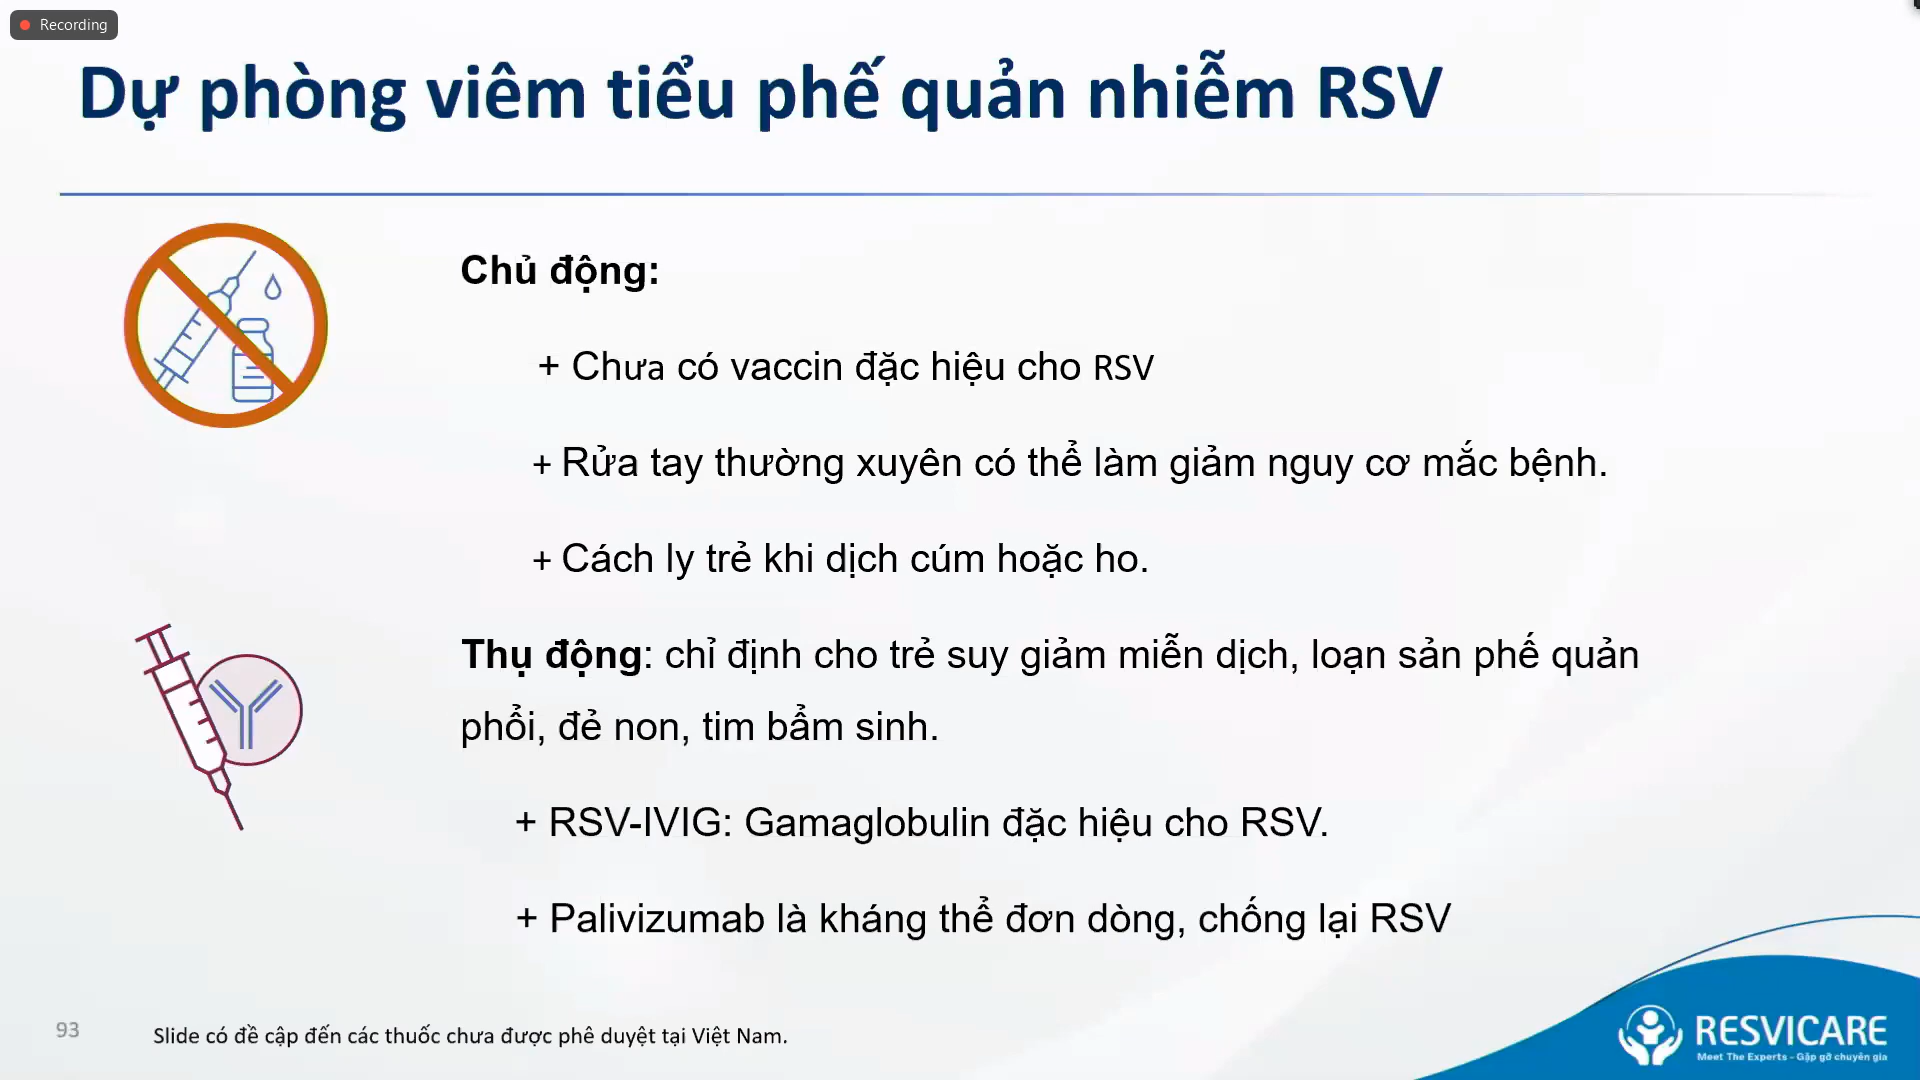 Recording
Dự phòng viêm tiểu phế quản nhiễm RSV
Chủ động:
+ Chưa có vaccin đặc hiệu cho RSV
+ Rửa tay thường xuyên có thể làm giảm nguy cơ mắc bệnh.
+ Cách ly trẻ khi dịch cúm hoặc ho.
Thụ động: chỉ định cho trẻ suy giảm miễn dịch, loạn sản phế quản
phổi, đẻ non, tim bẩm sinh.
+ RSV-IVIG: Gamaglobulin đặc hiệu cho RSV.
+ Palivizumab là kháng thể đơn dòng, chống lại RSV
93
Slide có đề cập đến các thuốc chưa được phê duyệt tại Việt Nam.
RESVICARE
Meet The Experts - Gặp gỡ chuyên gia